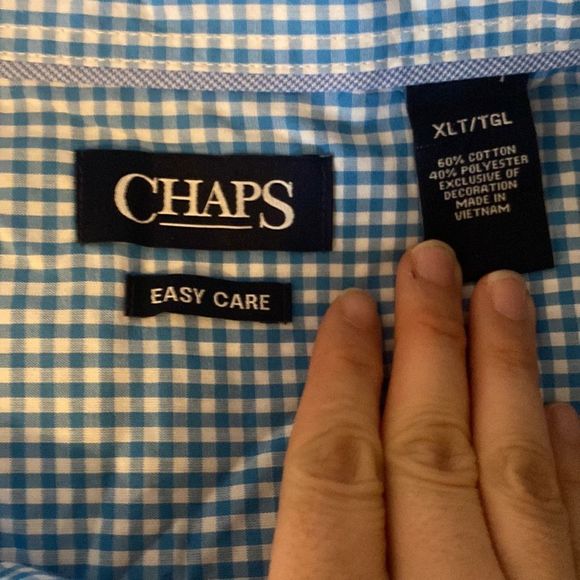 CHAPS
EASY CARE
XLT/TGL
60% COTTON
40% POLYESTER
EXCLUSIVE OF
DECORATION
MADE IN
VIETNAM